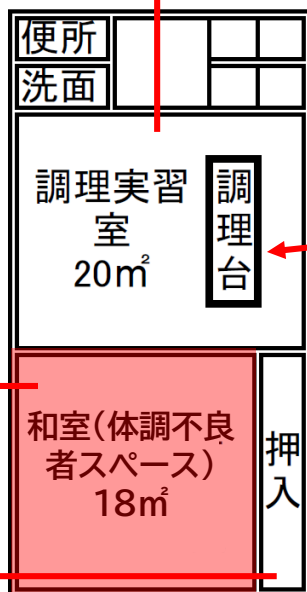 便所
洗面
調理実習
室
20㎡
調
理
台
和室(体調不良
者スペース)
18㎡
押
入